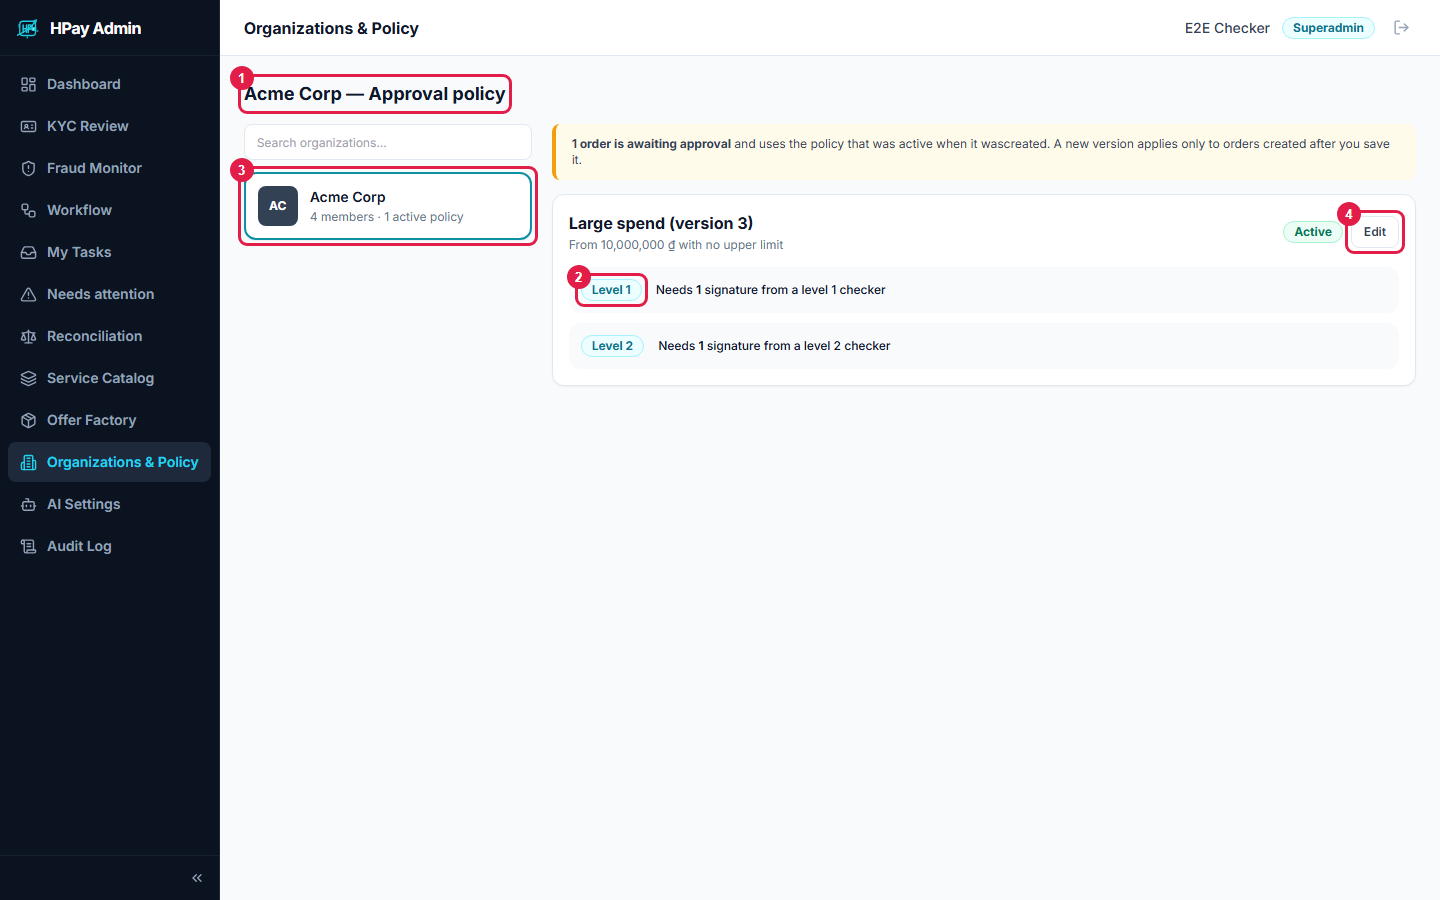 HPay Admin
Organizations & Policy
E2E Checker
Superadmin
Dashboard
KYC Review
Fraud Monitor
Workflow
My Tasks
Needs attention
Reconciliation
Service Catalog
Offer Factory
Organizations & Policy
AI Settings
Audit Log
1
Acme Corp — Approval policy
Search organizations...
3
AC
Acme Corp
4 members · 1 active policy
1 order is awaiting approval and uses the policy that was active when it wascreated. A new version applies only to orders created after you save
it.
Large spend (version 3)
From 10,000,000 ₫ with no upper limit
Active
4
Edit
2
Level 1
Needs 1 signature from a level 1 checker
Level 2
Needs 1 signature from a level 2 checker